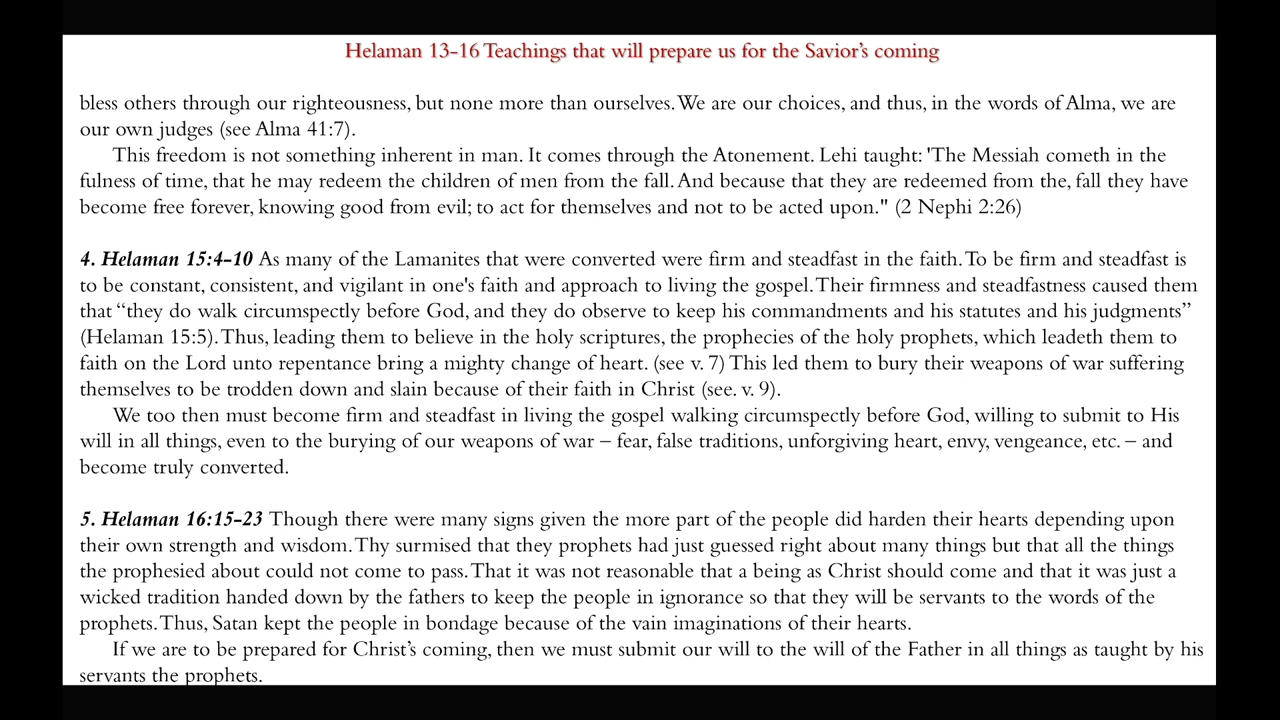 Helaman 13-16 Teachings that will prepare us for the Savior's coming
bless others through our righteousness, but none more than ourselves. We are our choices, and thus, in the words of Alma, we are
our own judges (see Alma 41:7).
This freedom is not something inherent in man. It comes through the Atonement. Lehi taught: 'The Messiah cometh in the
fulness of time, that he may redeem the children of men from the fall. And because that they are redeemed from the, fall they have
become free forever, knowing good from evil; to act for themselves and not to be acted upon." (2 Nephi 2:26)
4. Helaman 15:4-10 As many of the Lamanites that were converted were firm and steadfast in the faith. To be firm and steadfast is
to be constant, consistent, and vigilant in one's faith and approach to living the gospel. Their firmness and steadfastness caused them
that “they do walk circumspectly before God, and they do observe to keep his commandments and his statutes and his judgments”
(Helaman 15:5). Thus, leading them to believe in the holy scriptures, the prophecies of the holy prophets, which leadeth them to
faith on the Lord unto repentance bring a mighty change of heart. (see v. 7) This led them to bury their weapons of war suffering
themselves to be trodden down and slain because of their faith in Christ (see. v. 9).
We too then must become firm and steadfast in living the gospel walking circumspectly before God, willing to submit to His
will in all things, even to the burying of our weapons of war – fear, false traditions, unforgiving heart, envy, vengeance, etc. – and
become truly converted.
5. Helaman 16:15-23 Though there were many signs given the more part of the people did harden their hearts depending upon
their own strength and wisdom. Thy surmised that they prophets had just guessed right about many things but that all the things
the prophesied about could not come to pass. That it was not reasonable that a being as Christ should come and that it was just a
wicked tradition handed down by the fathers to keep the people in ignorance so that they will be servants to the words of the
prophets. Thus, Satan kept the people in bondage because of the vain imaginations of their hearts.
If we are to be prepared for Christ's coming, then we must submit our will to the will of the Father in all things as taught by his
servants the prophets.